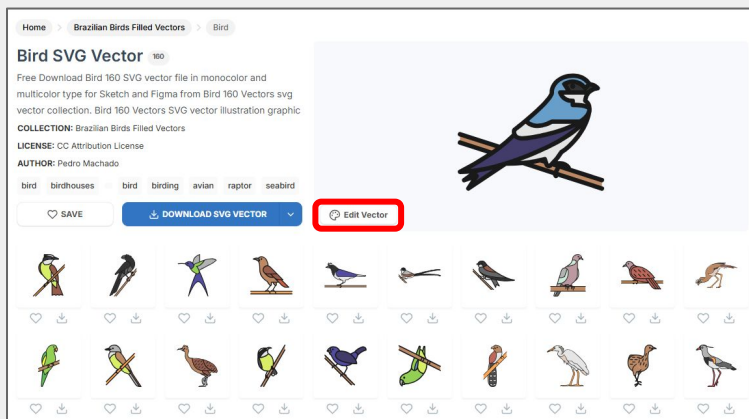 Home > Brazilian Birds Filled Vectors > Bird
Bird SVG Vector 160
Free Download Bird 160 SVG vector file in monocolor and
multicolor type for Sketch and Figma from Bird 160 Vectors svg
vector collection. Bird 160 Vectors SVG vector illustration graphic
COLLECTION: Brazilian Birds Filled Vectors
LICENSE: CC Attribution License
AUTHOR: Pedro Machado
bird birdhouses bird birding avian raptor seabird
SAVE DOWNLOAD SVG VECTOR Edit Vector